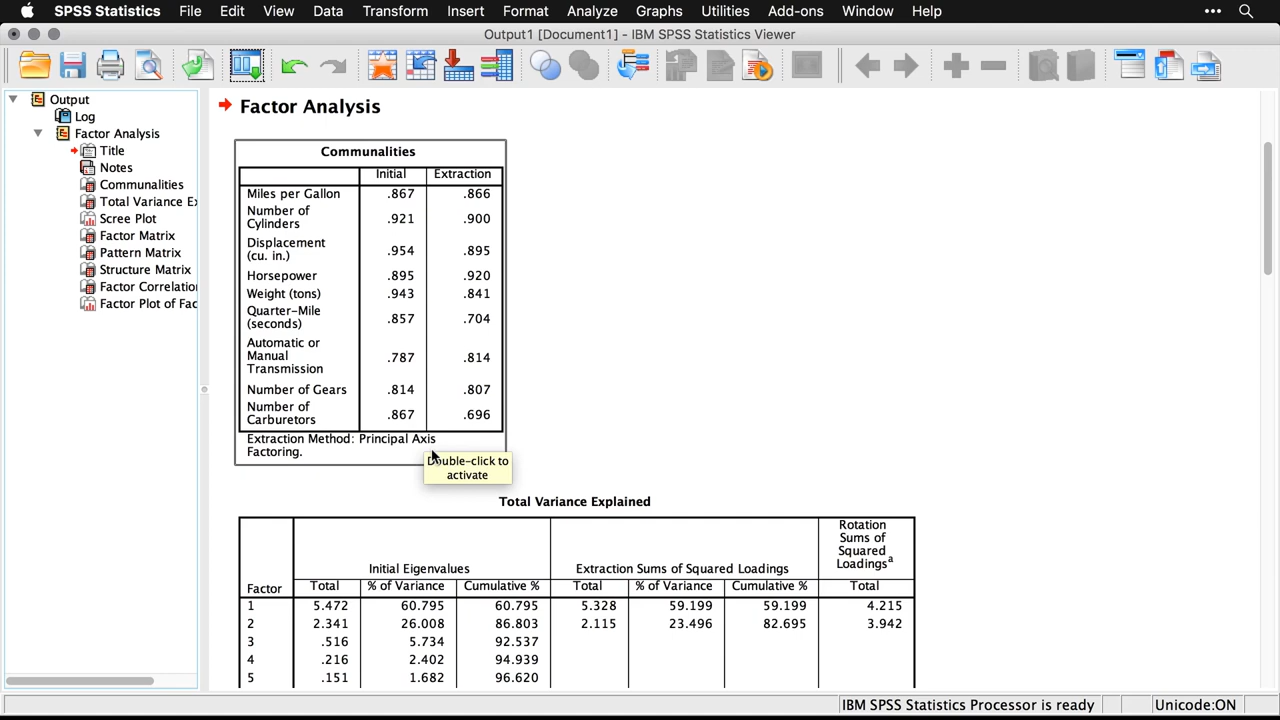 SPSS Statistics File Edit View Data Transform Insert Format Analyze Graphs Utilities Add-ons Window Help
Output1 [Document1] - IBM SPSS Statistics Viewer
Output
Log
Factor Analysis
Title
Notes
Communalities
Total Variance Ex
Scree Plot
Factor Matrix
Pattern Matrix
Structure Matrix
Factor Correlation
Factor Plot of Fac
Factor Analysis
Communalities
Initial Extraction
Miles per Gallon .867 .866
Number of
Cylinders .921 .900
Displacement
(cu. in.) .954 .895
Horsepower .895 .920
Weight (tons) .943 .841
Quarter-Mile
(seconds) .857 .704
Automatic or
Manual .787 .814
Transmission
Number of Gears .814 .807
Number of
Carburetors .867 .696
Extraction Method: Principal Axis
Factoring.
Double-click to
activate
Total Variance Explained
Rotation
Sums of
Squared
Loadingsa
Initial Eigenvalues Extraction Sums of Squared Loadings
Factor Total % of Variance Cumulative % Total % of Variance Cumulative % Total
1 5.472 60.795 60.795 5.328 59.199 59.199 4.215
2 2.341 26.008 86.803 2.115 23.496 82.695 3.942
3 .516 5.734 92.537
4 .216 2.402 94.939
5 .151 1.682 96.620
IBM SPSS Statistics Processor is ready Unicode:ON